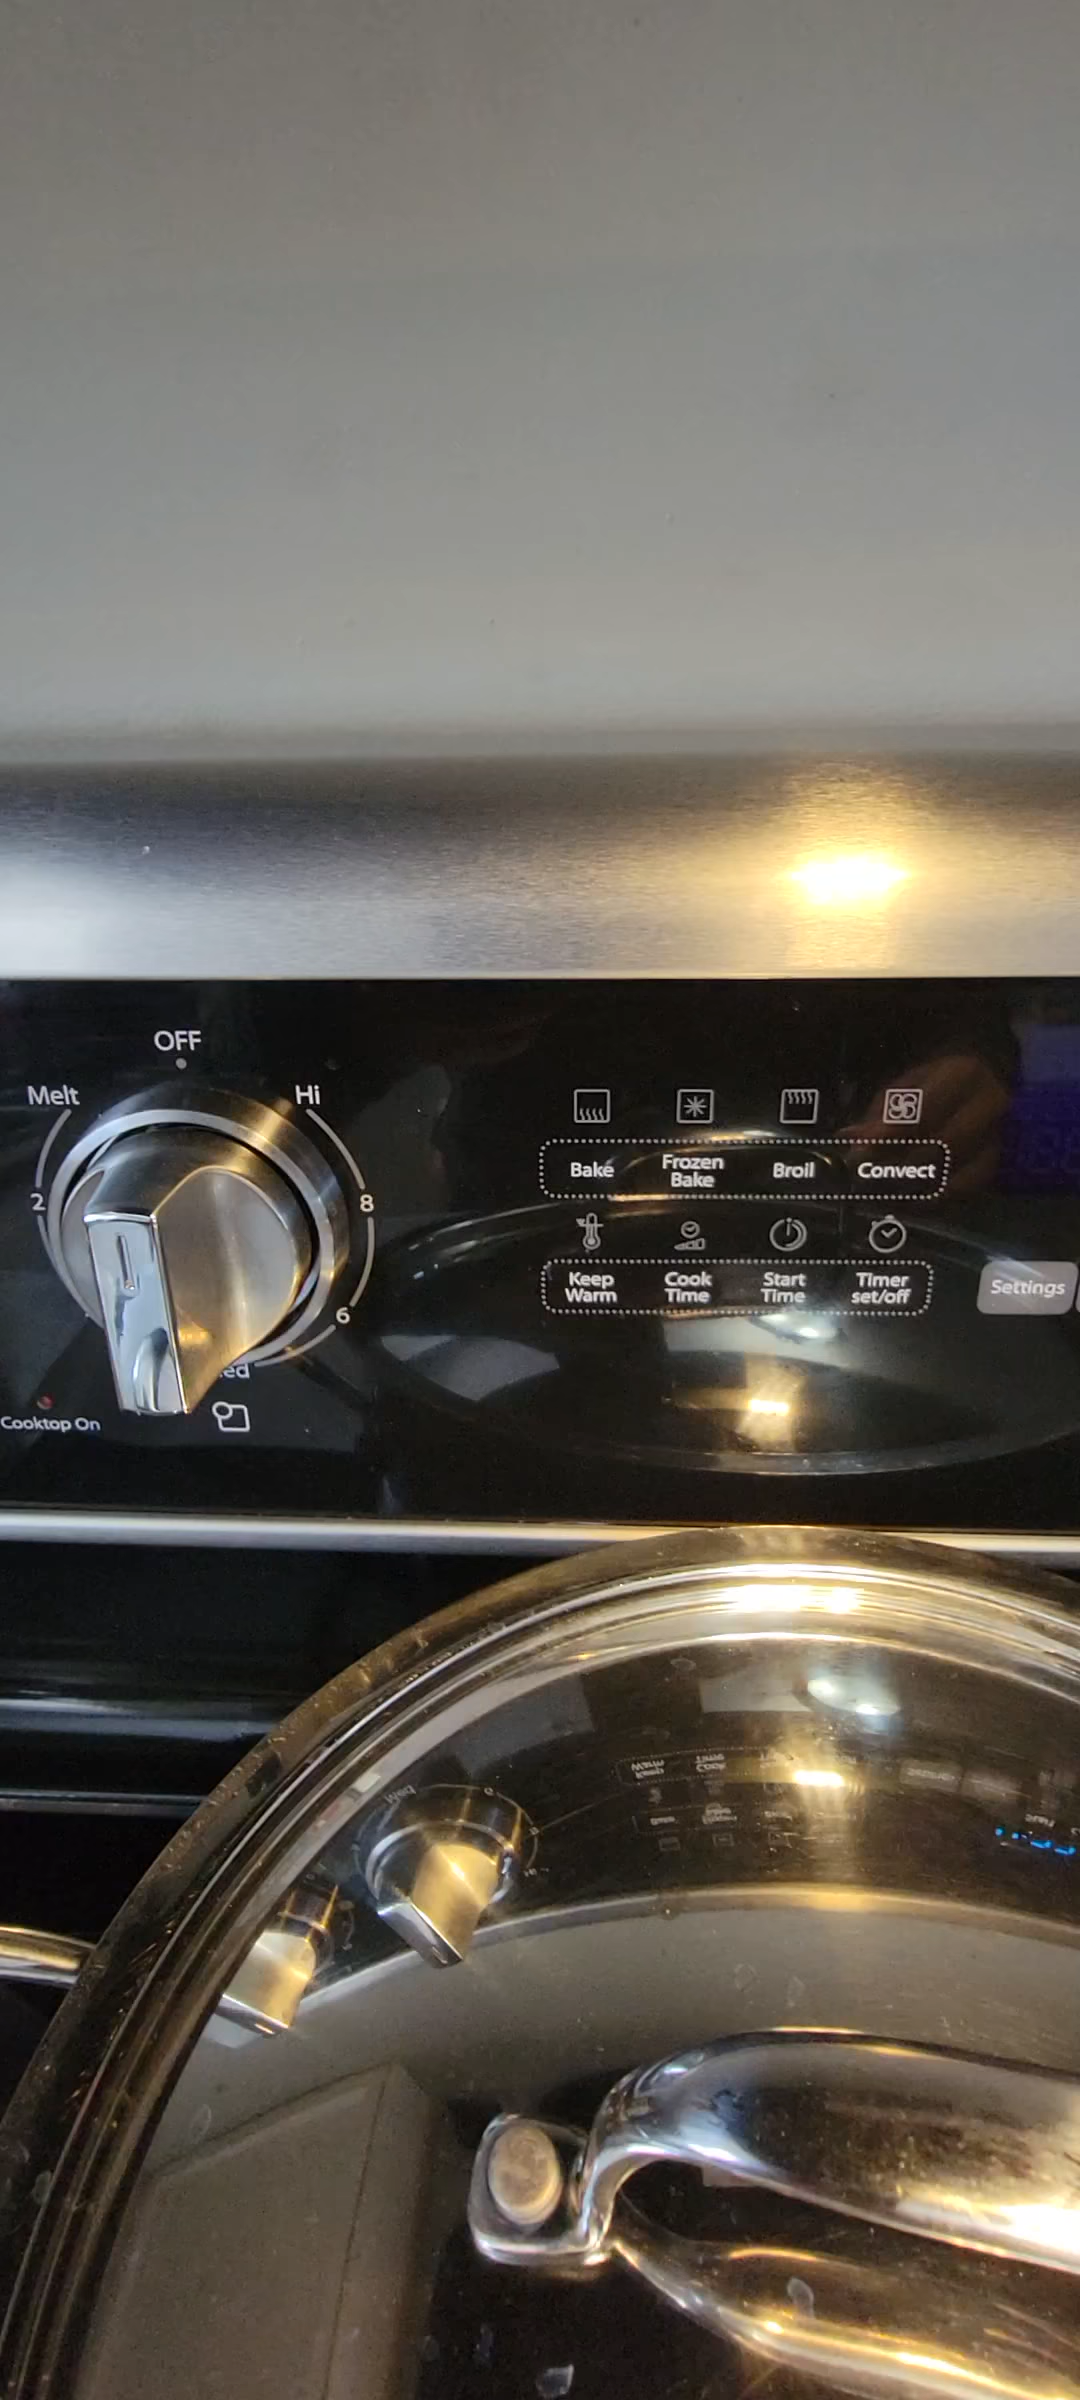 OFF
Melt
Hi
2
8
6
ed
Cooktop On
Bake
Frozen
Bake
Broil
Convect
Keep
Warm
Cook
Time
Start
Time
Timer
set/off
Settings